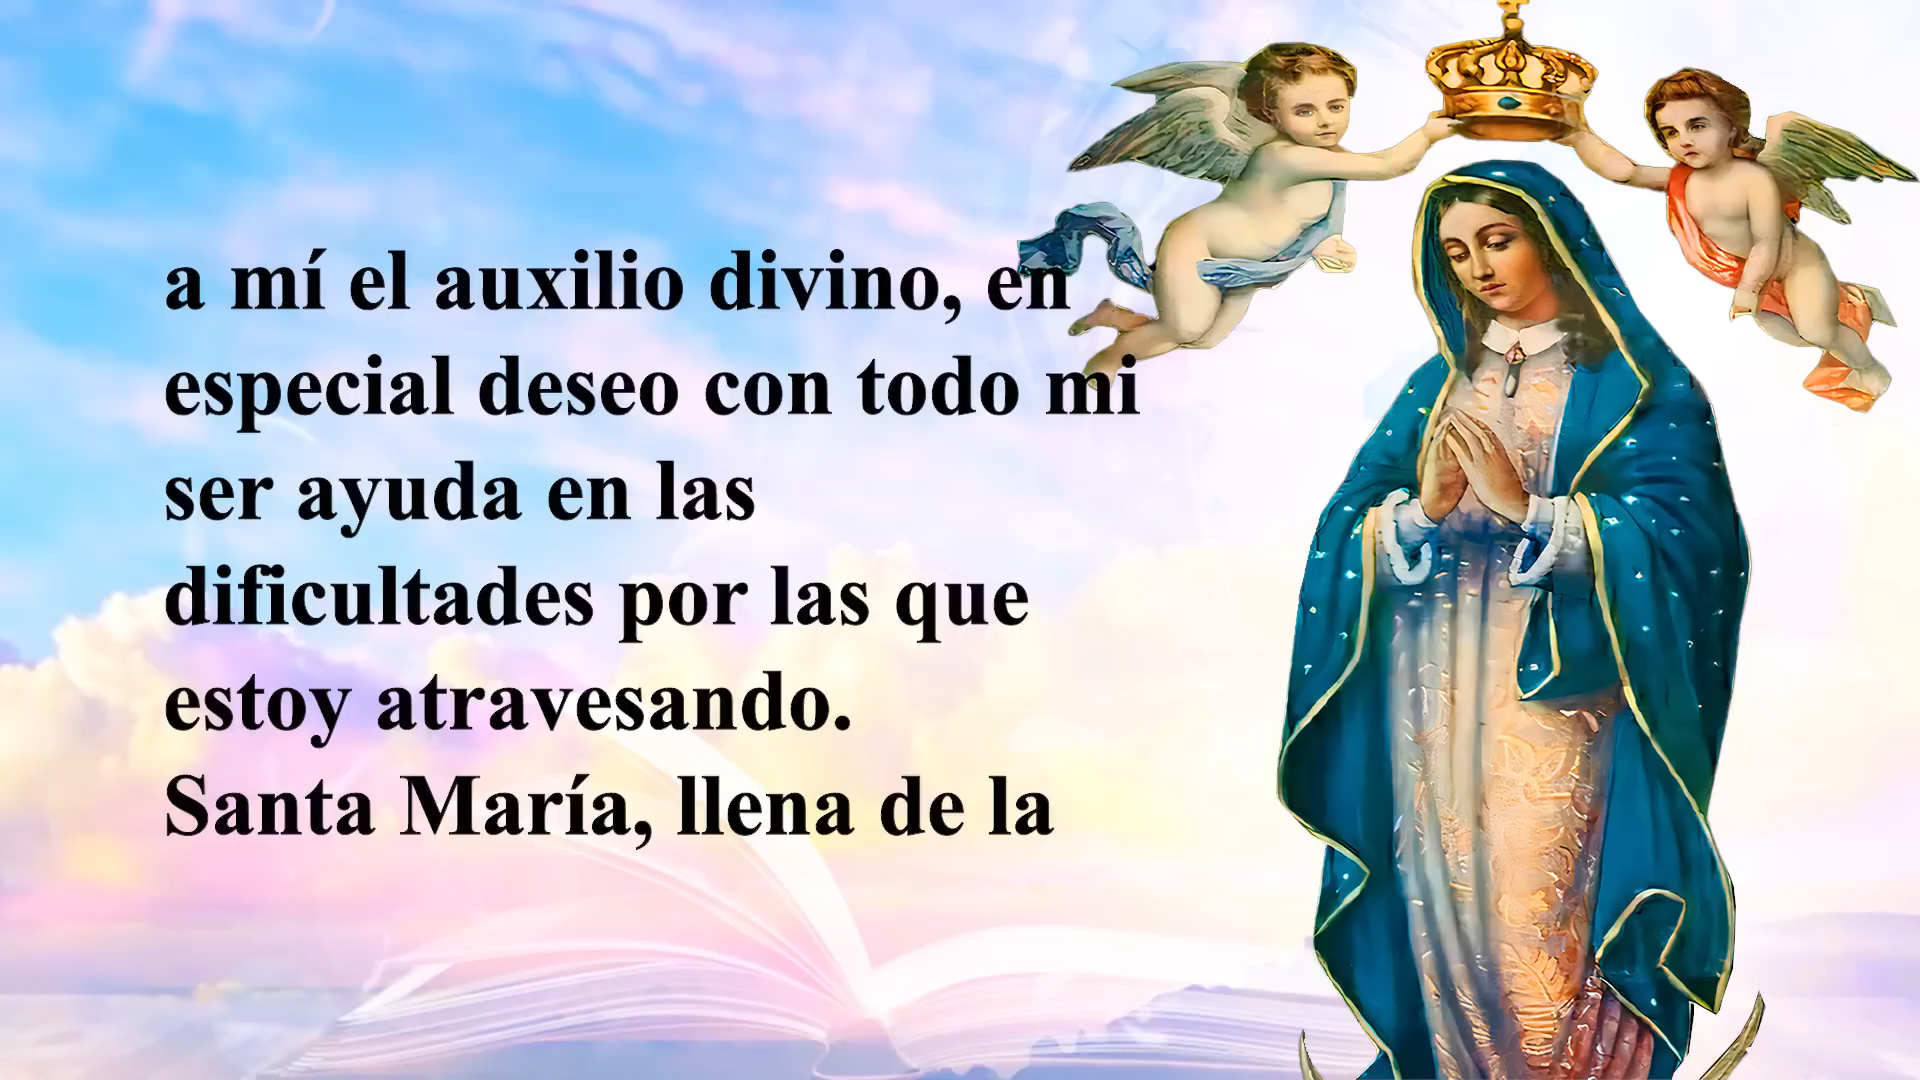 a mí el auxilio divino, en
especial deseo con todo mi
ser ayuda en las
dificultades por las que
estoy atravesando.
Santa María, llena de la